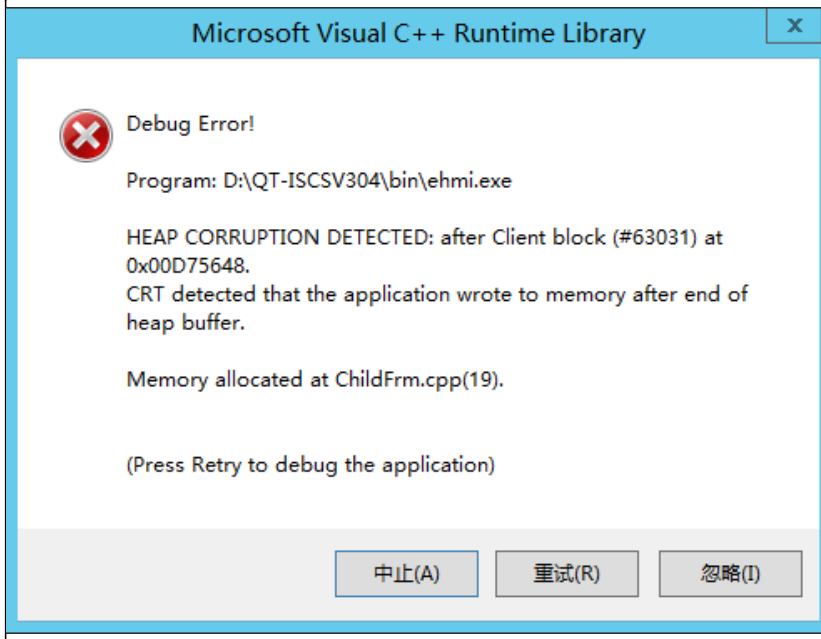 Microsoft Visual C++ Runtime Library
x
Debug Error!
Program: D:\QT-ISCSV304\bin\ehmi.exe
HEAP CORRUPTION DETECTED: after Client block (#63031) at
0x00D75648.
CRT detected that the application wrote to memory after end of
heap buffer.
Memory allocated at ChildFrm.cpp(19).
(Press Retry to debug the application)
中止(A)
重试(R)
忽略(I)